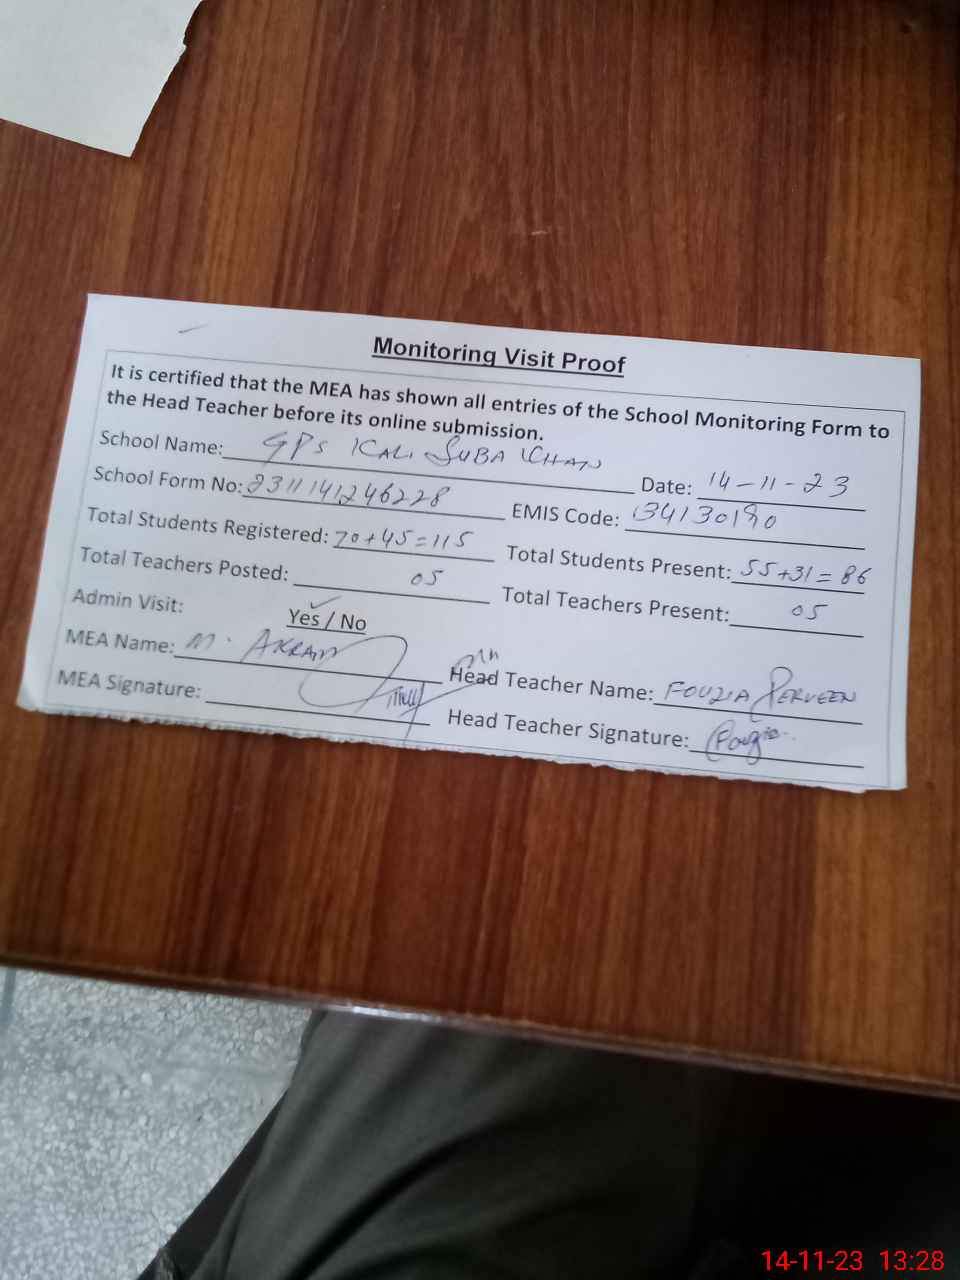 Monitoring Visit Proof
It is certified that the MEA has shown all entries of the School Monitoring Form to
the Head Teacher before its online submission.
School Name: GPS KALI SUBA KHAN Date: 14-11-23
School Form No: 2311141246228 EMIS Code: 34130190
Total Students Registered: 70+45=115 Total Students Present: 55+31=86
Total Teachers Posted: 05 Total Teachers Present: 05
Admin Visit: Yes / No
MEA Name: M. AKRAM Head Teacher Name: FOUZIA PERVEEN
MEA Signature: Head Teacher Signature: Fouzia
14-11-23 13:28